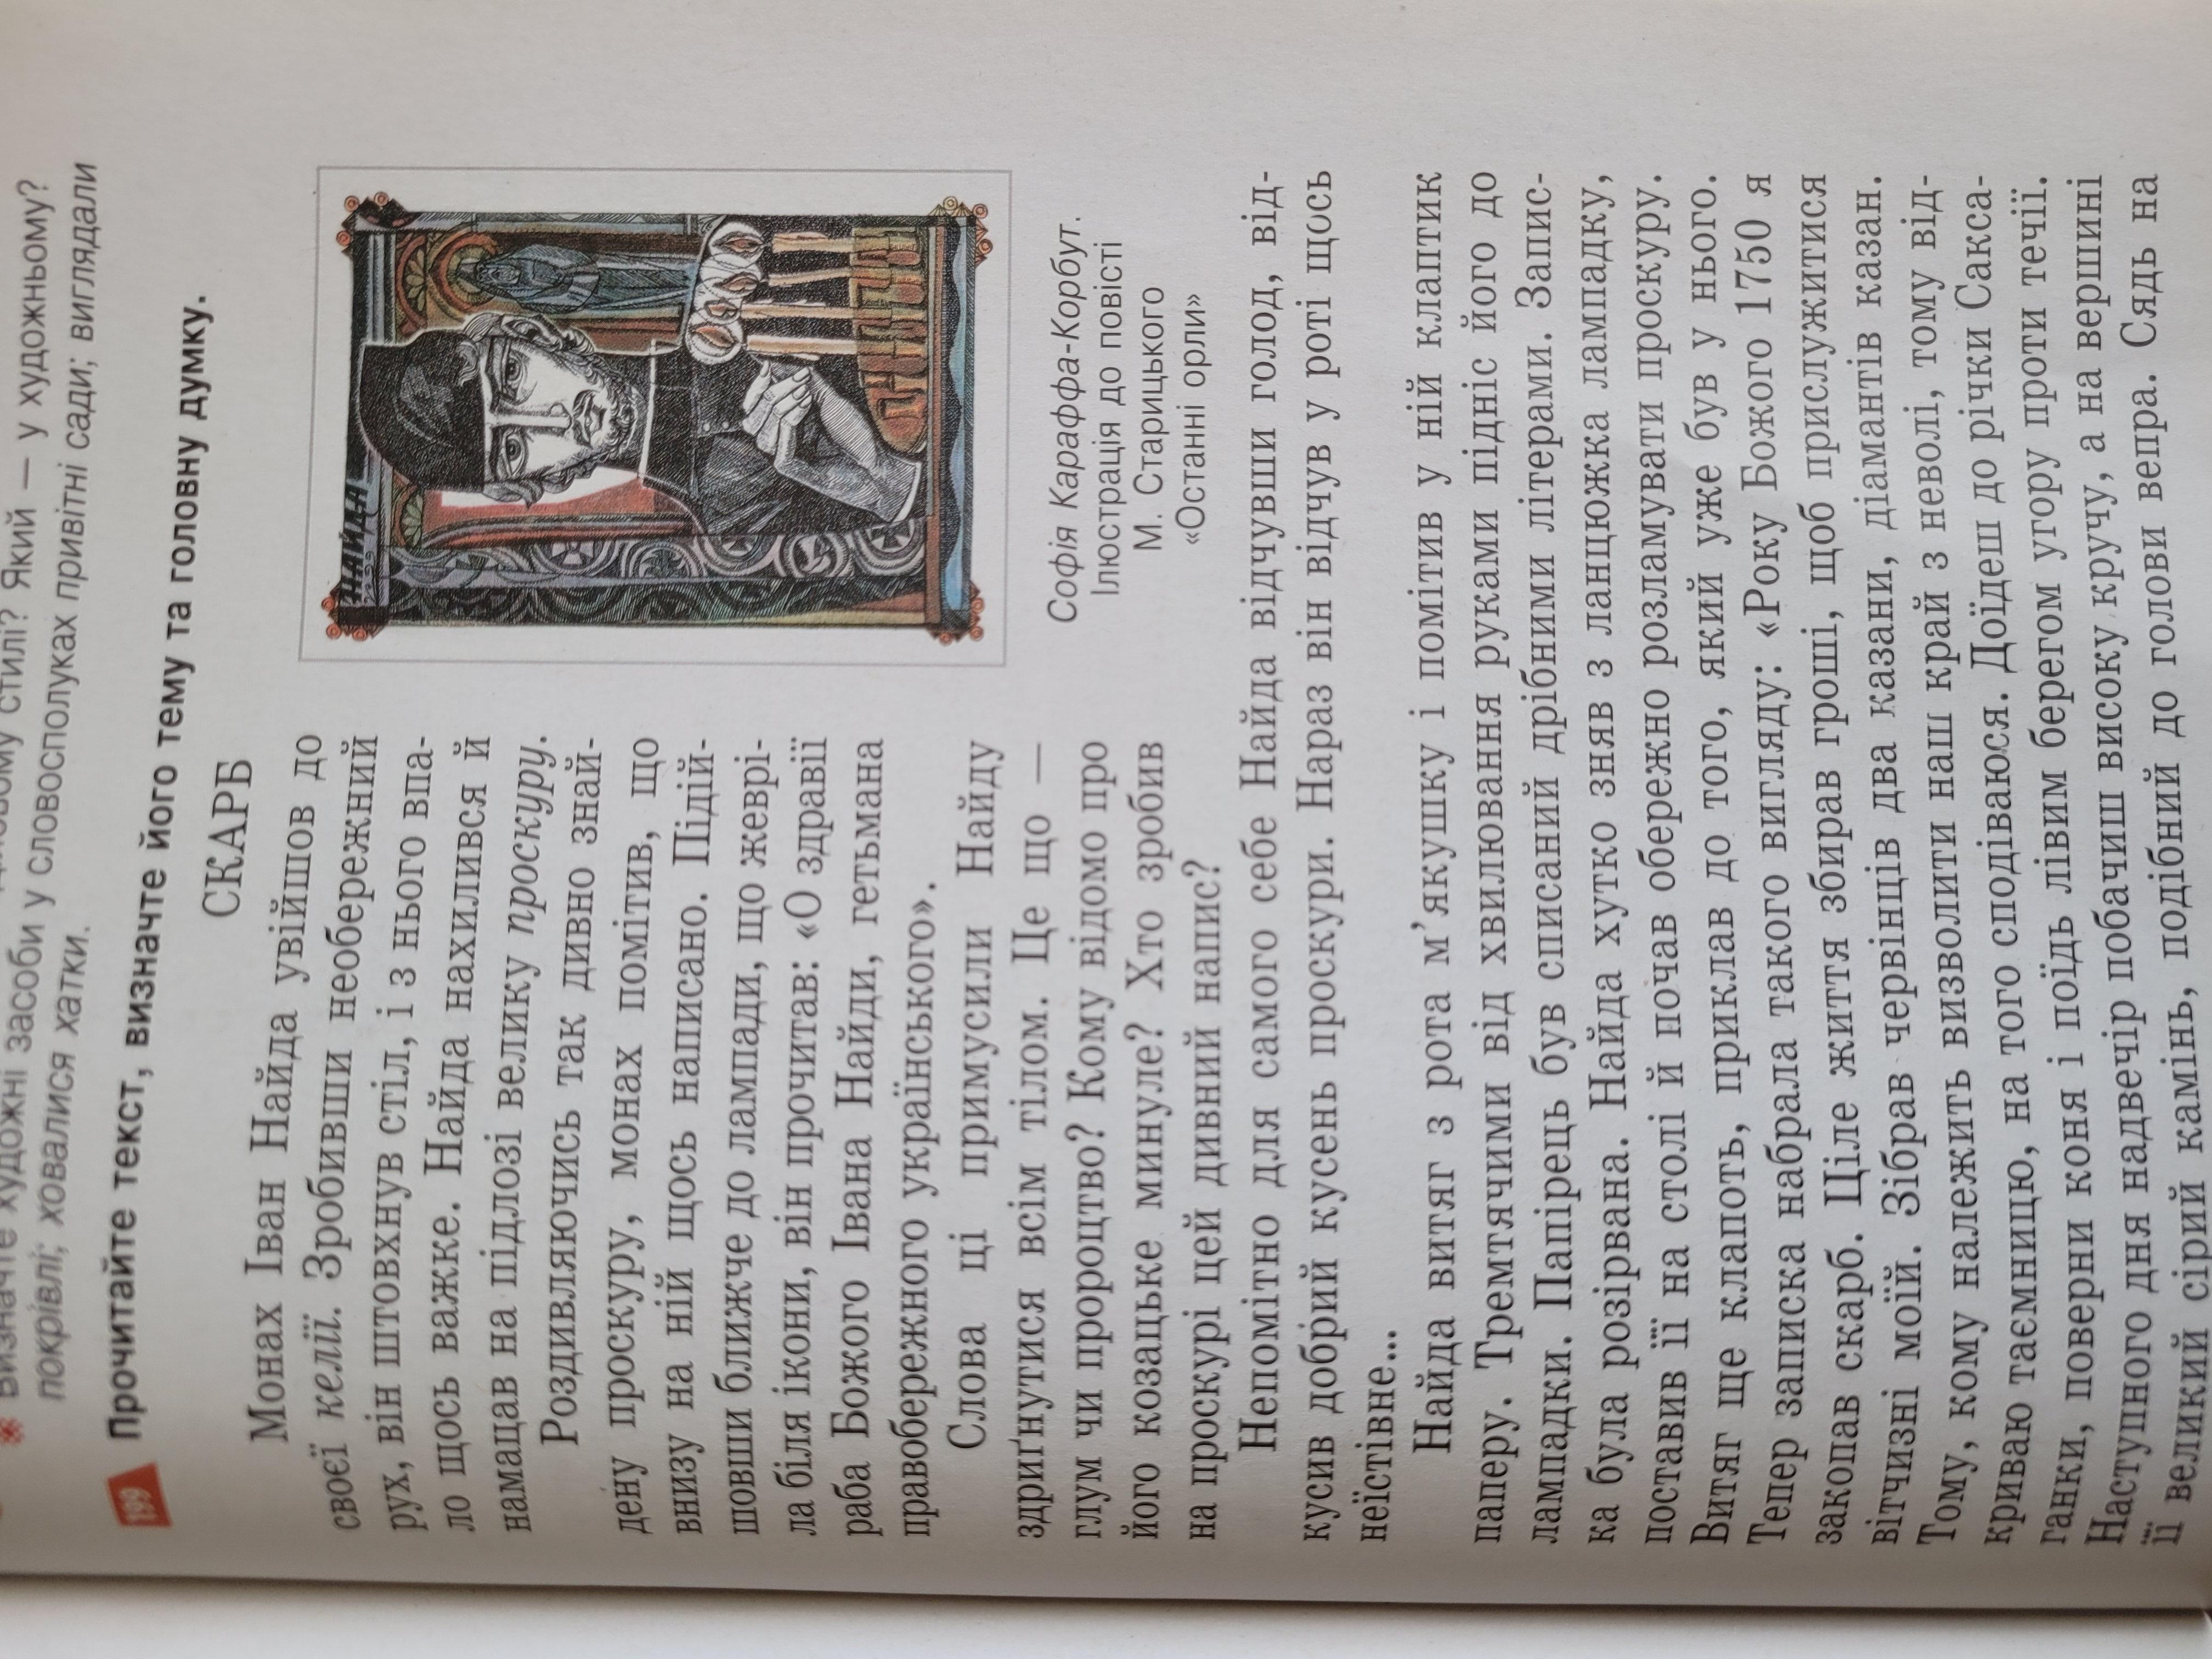 Визначте художні засоби у словосполуках привітні сади; виглядали
покрівлі; ховалися хатки.
стилі? Який — у художньому?
199
Прочитайте текст, визначте його тему та головну думку.
СКАРБ
Монах Іван Найда увійшов до
своєї келії. Зробивши необережний
рух, він штовхнув стіл, і з нього впа-
ло щось важке. Найда нахилився й
намацав на підлозі велику проскуру.
Роздивляючись так дивно знай-
дену проскуру, монах помітив, що
внизу на ній щось написано. Підій-
шовши ближче до лампади, що жеврі-
ла біля ікони, він прочитав: «О здравії
раба Божого Івана Найди, гетьмана
правобережного українського».
Слова ці примусили Найду
здриґнутися всім тілом. Це що —
глум чи пророцтво? Кому відомо про
його козацьке минуле? Хто зробив
на проскурі цей дивний напис?
НАЙДА
Софія Караффа-Корбут.
Ілюстрація до повісті
М. Старицького
«Останні орли»
Непомітно для самого себе Найда відчувши голод, від-
кусив добрий кусень проскури. Нараз він відчув у роті щось
неїстівне...
Найда витяг з рота м’якушку і помітив у ній клаптик
паперу. Тремтячими від хвилювання руками підніс його до
лампадки. Папірець був списаний дрібними літерами. Запис-
ка була розірвана. Найда хутко зняв з ланцюжка лампадку,
поставив її на столі й почав обережно розламувати проскуру.
Витяг ще клапоть, приклав до того, який уже був у нього.
Тепер записка набрала такого вигляду: «Року Божого 1750 я
закопав скарб. Ціле життя збирав гроші, щоб прислужитися
вітчизні моїй. Зібрав червінців два казани, діамантів казан.
Тому, кому належить визволити наш край з неволі, тому від-
криваю таємницю, на того сподіваюся. Доїдеш до річки Сакса-
ганки, поверни коня і поїдь лівим берегом угору проти течії.
Наступного дня надвечір побачиш високу кручу, а на вершині
її великий сірий камінь, подібний до голови вепра. Сядь на